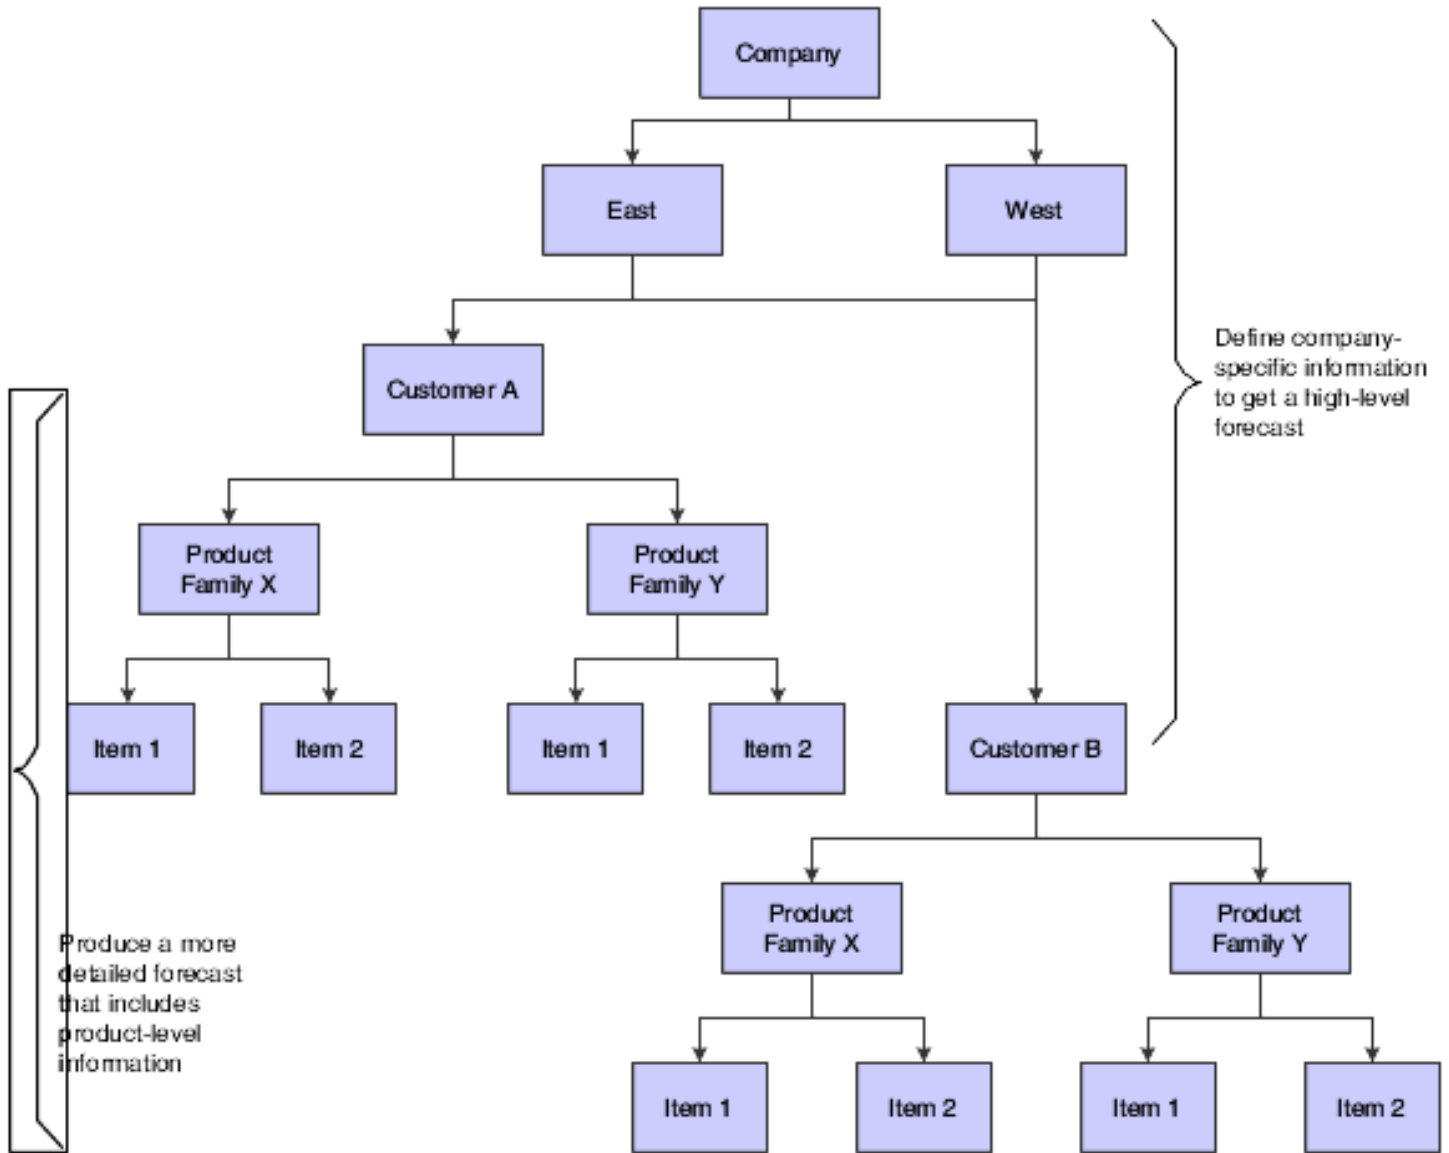 Company
East
West
Define company-
specific information
to get a high-level
forecast
Customer A
Product
Family X
Product
Family Y
Item 1
Item 2
Item 1
Item 2
Customer B
Product
Family X
Product
Family Y
Produce a more
detailed forecast
that includes
product-level
information
Item 1
Item 2
Item 1
Item 2